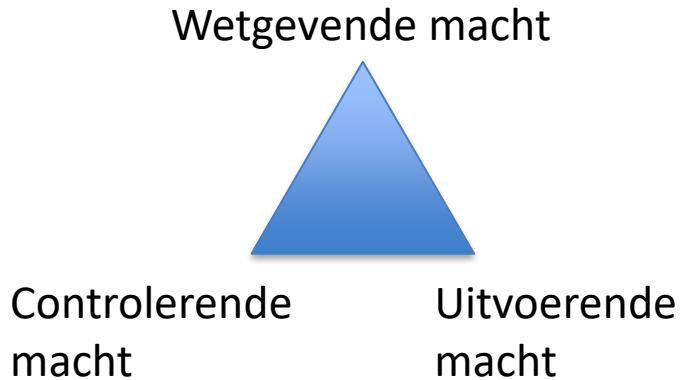 Wetgevende macht
Controlerende
macht
Uitvoerende
macht